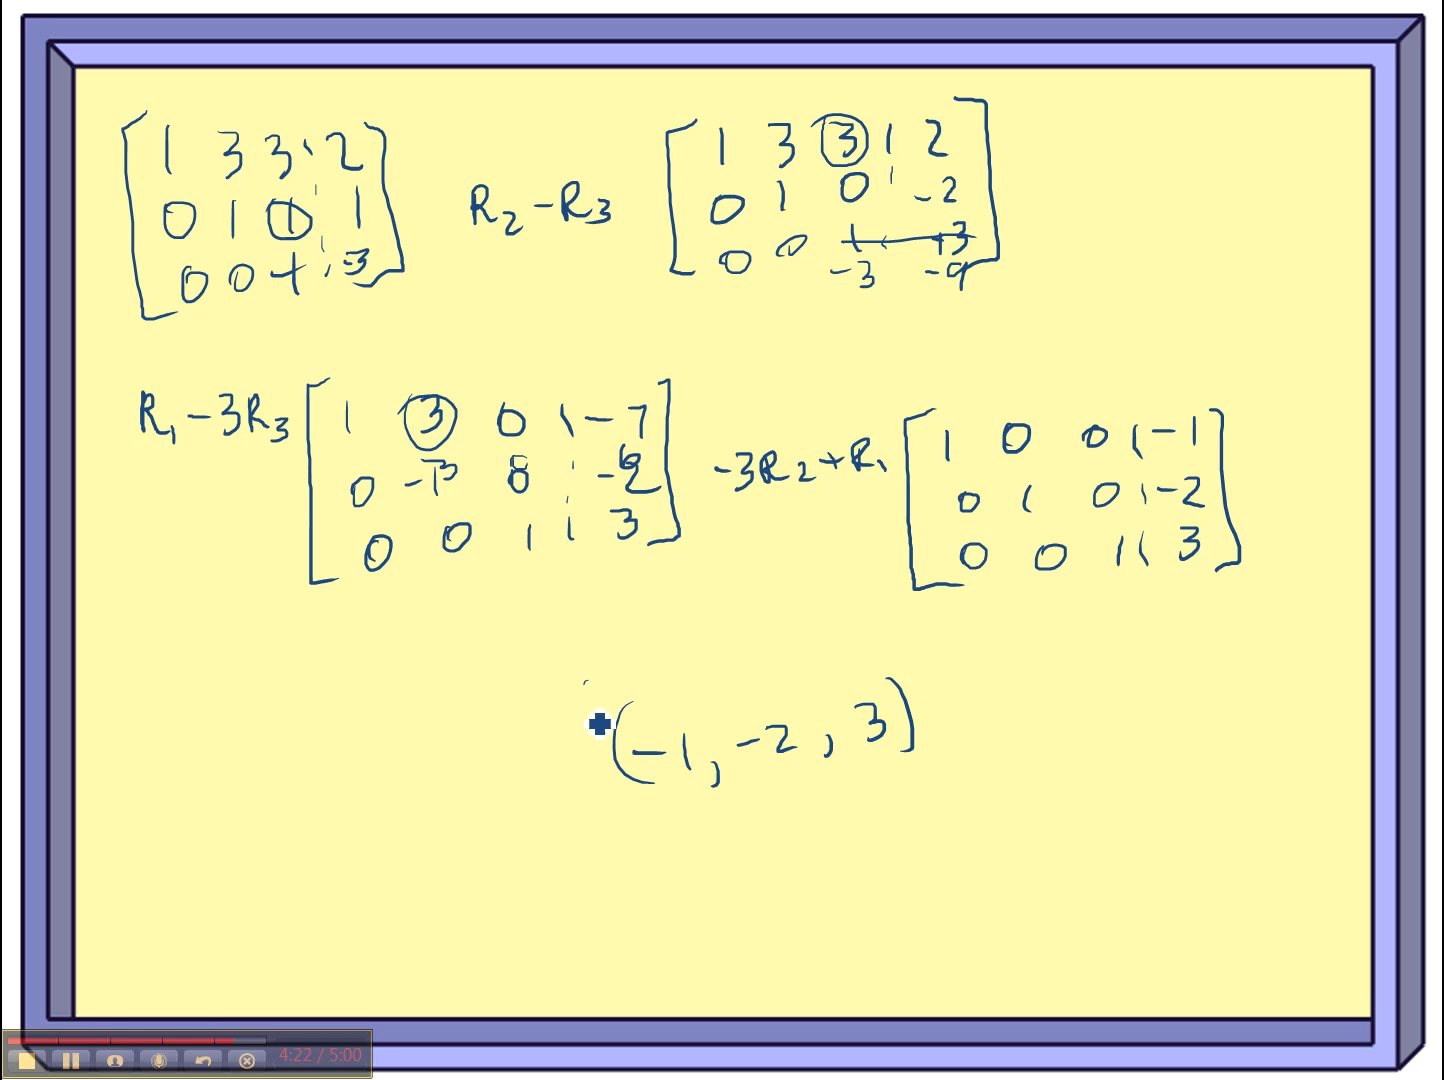 1 3 3 | 2
0 1 1 | 1
0 0 1 | -3
R2 - R3
1 3 3 | 2
0 1 0 | -2
0 0 1 | +3
-3 -9
R1 - 3R3
1 3 0 | -7
0 0 1 | 3
-3R2 + R1
1 0 0 | -1
0 1 0 | -2
0 0 1 | 3
(-1, -2, 3)
4:22 / 5:00